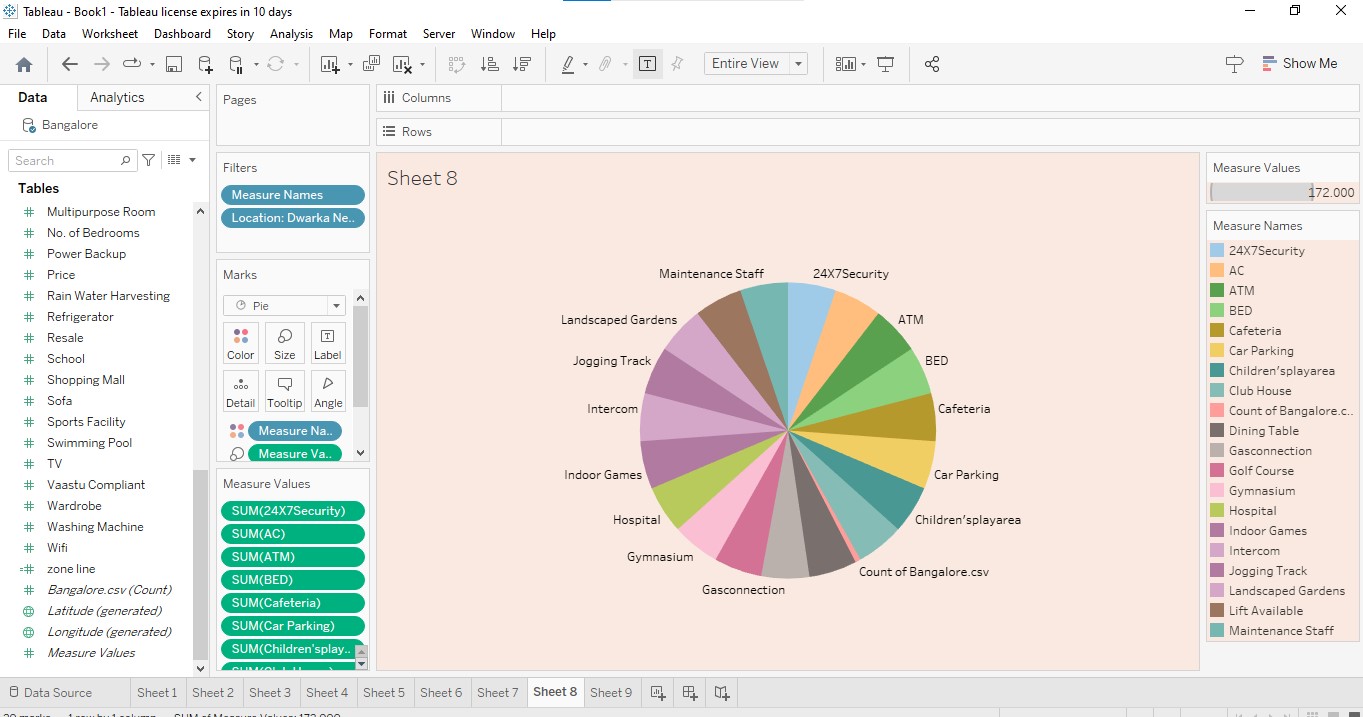 Tableau - Book1 - Tableau license expires in 10 days
File Data Worksheet Dashboard Story Analysis Map Format Server Window Help
Entire View
Show Me
Data Analytics
Bangalore
Search
Tables
Multipurpose Room
No. of Bedrooms
Power Backup
Price
Rain Water Harvesting
Refrigerator
Resale
School
Shopping Mall
Sofa
Sports Facility
Swimming Pool
TV
Vaastu Compliant
Wardrobe
Washing Machine
Wifi
zone line
Bangalore.csv (Count)
Latitude (generated)
Longitude (generated)
Measure Values
Pages
Filters
Measure Names
Location: Dwarka Ne..
Marks
Pie
Color Size Label
Detail Tooltip Angle
Measure Na..
Measure Va..
Measure Values
SUM(24X7Security)
SUM(AC)
SUM(ATM)
SUM(BED)
SUM(Cafeteria)
SUM(Car Parking)
SUM(Children'splay..
Columns
Rows
Sheet 8
Maintenance Staff
24X7Security
Landscaped Gardens
ATM
Jogging Track
BED
Intercom
Cafeteria
Indoor Games
Car Parking
Hospital
Children'splayarea
Gymnasium
Count of Bangalore.csv
Gasconnection
Measure Values
172.000
Measure Names
24X7Security
AC
ATM
BED
Cafeteria
Car Parking
Children'splayarea
Club House
Count of Bangalore.c..
Dining Table
Gasconnection
Golf Course
Gymnasium
Hospital
Indoor Games
Intercom
Jogging Track
Landscaped Gardens
Lift Available
Maintenance Staff
Data Source Sheet 1 Sheet 2 Sheet 3 Sheet 4 Sheet 5 Sheet 6 Sheet 7 Sheet 8 Sheet 9